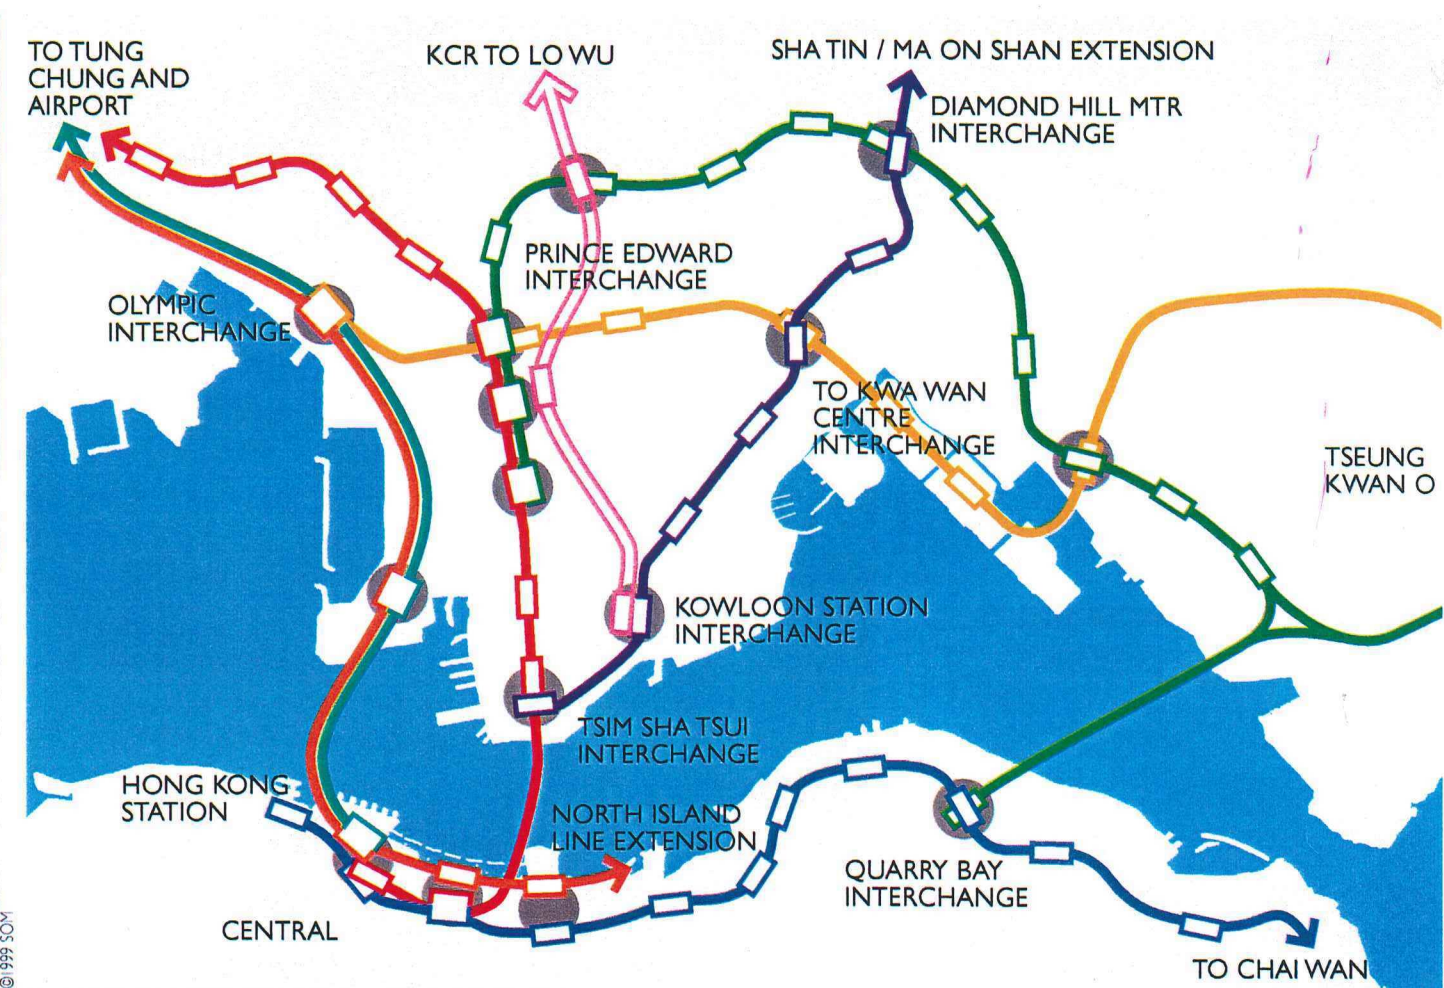 TO TUNG
CHUNG AND
AIRPORT
KCR TO LO WU
SHA TIN / MA ON SHAN EXTENSION
DIAMOND HILL MTR
INTERCHANGE
PRINCE EDWARD
INTERCHANGE
OLYMPIC
INTERCHANGE
TO KWA WAN
CENTRE
INTERCHANGE
TSEUNG
KWAN O
KOWLOON STATION
INTERCHANGE
TSIM SHA TSUI
INTERCHANGE
HONG KONG
STATION
NORTH ISLAND
LINE EXTENSION
QUARRY BAY
INTERCHANGE
CENTRAL
TO CHAI WAN
©1999 SOM